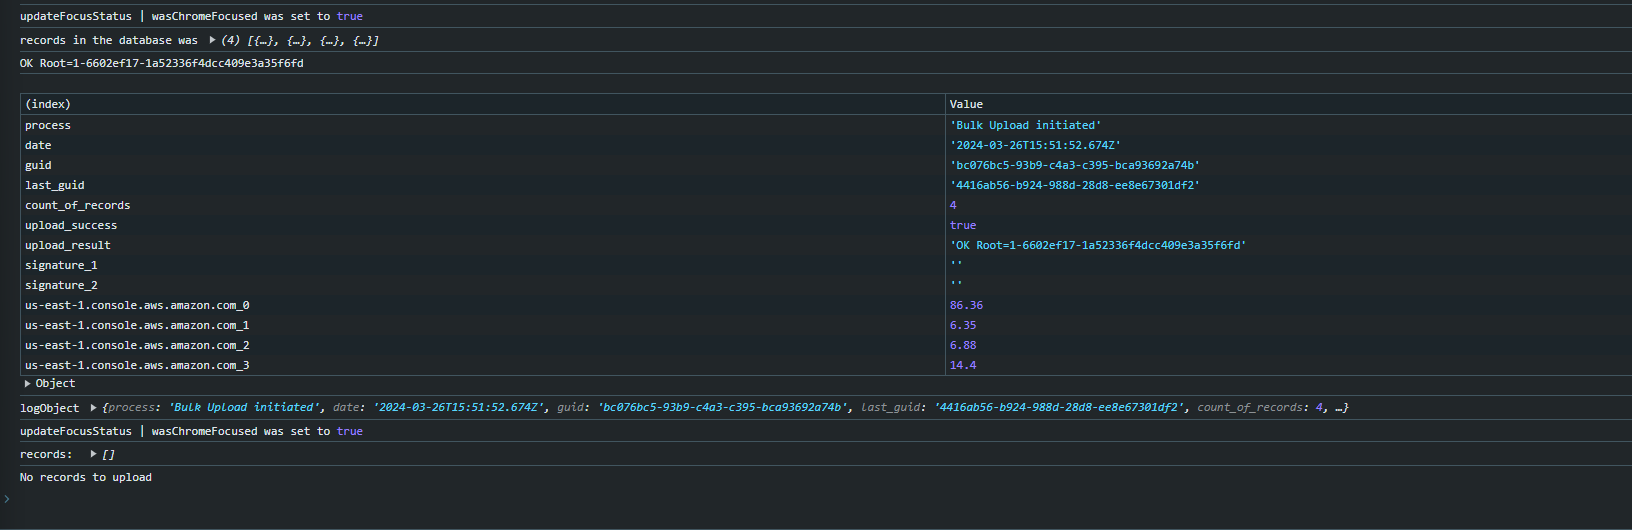 updateFocusStatus | wasChromeFocused was set to true
records in the database was ▶ (4) [{…}, {…}, {…}, {…}]
OK Root=1-6602ef17-1a52336f4dcc409e3a35f6fd
(index) Value
process 'Bulk Upload initiated'
date '2024-03-26T15:51:52.674Z'
guid 'bc076bc5-93b9-c4a3-c395-bca93692a74b'
last_guid '4416ab56-b924-988d-28d8-ee8e67301df2'
count_of_records 4
upload_success true
upload_result 'OK Root=1-6602ef17-1a52336f4dcc409e3a35f6fd'
signature_1 ''
signature_2 ''
us-east-1.console.aws.amazon.com_0 86.36
us-east-1.console.aws.amazon.com_1 6.35
us-east-1.console.aws.amazon.com_2 6.88
us-east-1.console.aws.amazon.com_3 14.4
▶ Object
logObject ▶ {process: 'Bulk Upload initiated', date: '2024-03-26T15:51:52.674Z', guid: 'bc076bc5-93b9-c4a3-c395-bca93692a74b', last_guid: '4416ab56-b924-988d-28d8-ee8e67301df2', count_of_records: 4, …}
updateFocusStatus | wasChromeFocused was set to true
records: ▶ []
No records to upload